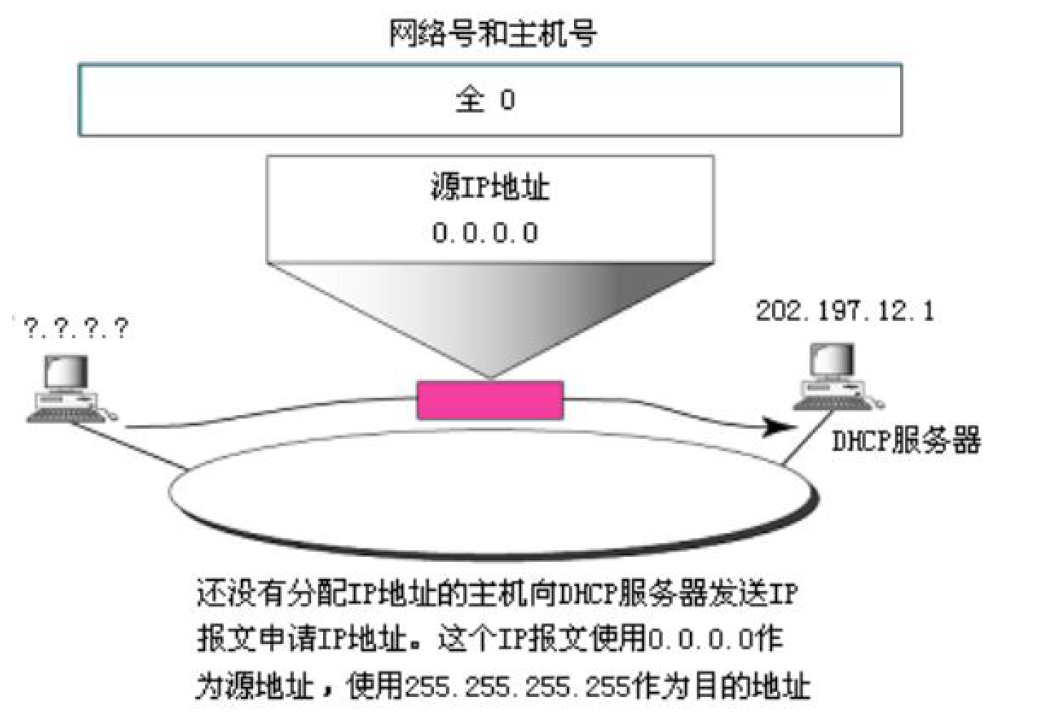 网络号和主机号
全 0
源IP地址
0.0.0.0
?.?.?.?
202.197.12.1
DHCP服务器
还没有分配IP地址的主机向DHCP服务器发送IP
报文申请IP地址。这个IP报文使用0.0.0.0作
为源地址，使用255.255.255.255作为目的地址